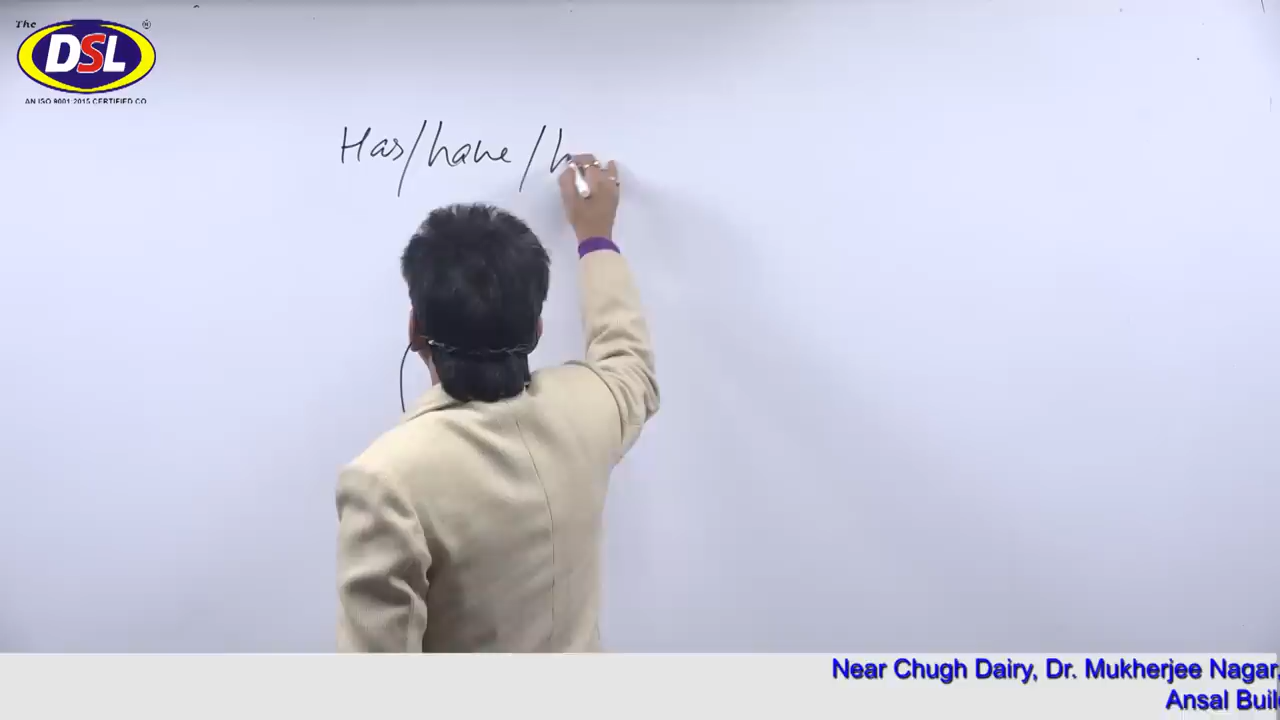 The
®
DSL
AN ISO 9001:2015 CERTIFIED CO
Has/have/h
Near Chugh Dairy, Dr. Mukherjee Nagar,
Ansal Buil